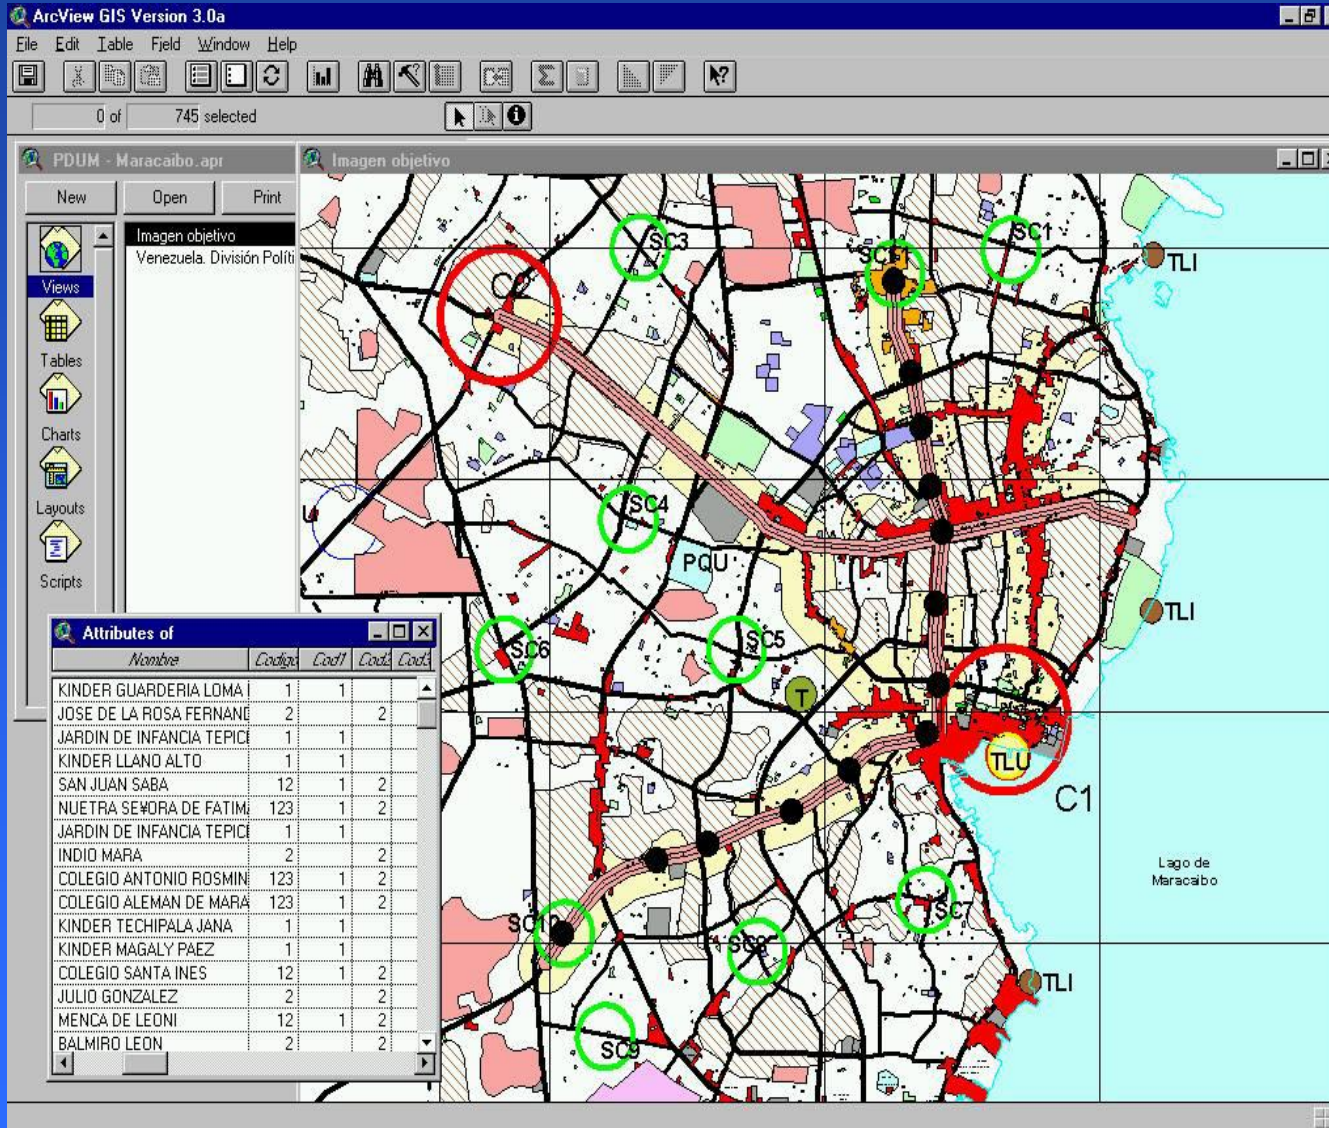 ArcView GIS Version 3.0a
File Edit Table Field Window Help
0 of 745 selected
PDUM - Maracaibo.apr
New Open Print
Views
Tables
Charts
Layouts
Scripts
Imagen objetivo
Venezuela. División Políti
Imagen objetivo
C2
SC3
SC1
TLI
SC4
PQU
TLI
SC6
SC5
T
TLU
C1
Lago de
Maracaibo
SC7
SC8
TLI
SC9
Attributes of
Nombre Codigo Cod1 Cod2 Cod3
KINDER GUARDERIA LOMA 1 1
JOSE DE LA ROSA FERNAND 2 2
JARDIN DE INFANCIA TEPICI 1 1
KINDER LLANO ALTO 1 1
SAN JUAN SABA 12 1 2
NUETRA SE¥ORA DE FATIMA 123 1 2
JARDIN DE INFANCIA TEPICI 1 1
INDIO MARA 2 2
COLEGIO ANTONIO ROSMIN 123 1 2
COLEGIO ALEMAN DE MARA 123 1 2
KINDER TECHIPALA JANA 1 1
KINDER MAGALY PAEZ 1 1
COLEGIO SANTA INES 12 1 2
JULIO GONZALEZ 2 2
MENCA DE LEONI 12 1 2
BALMIRO LEON 2 2